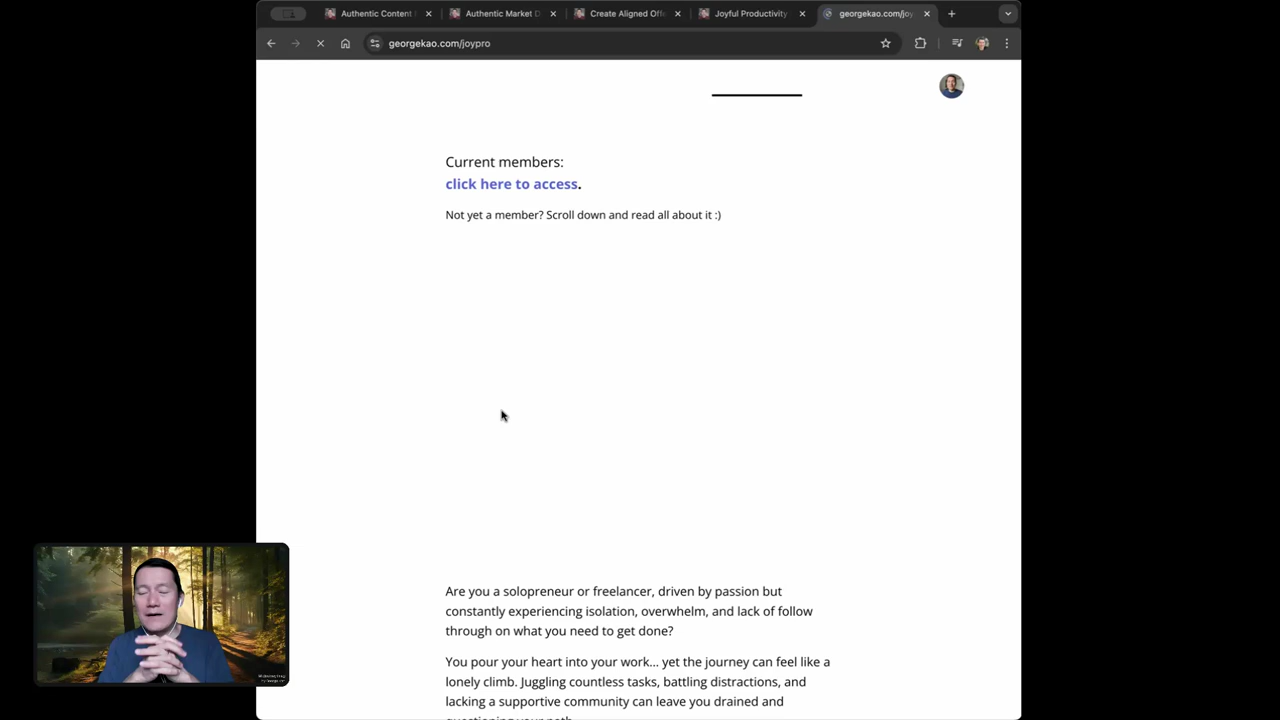 Authentic Content
Authentic Market D
Create Aligned Off
Joyful Productivity
georgekao.com/joy
georgekao.com/joypro
Current members:
click here to access.
Not yet a member? Scroll down and read all about it :)
Are you a solopreneur or freelancer, driven by passion but
constantly experiencing isolation, overwhelm, and lack of follow
through on what you need to get done?
You pour your heart into your work... yet the journey can feel like a
lonely climb. Juggling countless tasks, battling distractions, and
lacking a supportive community can leave you drained and
questioning your path.